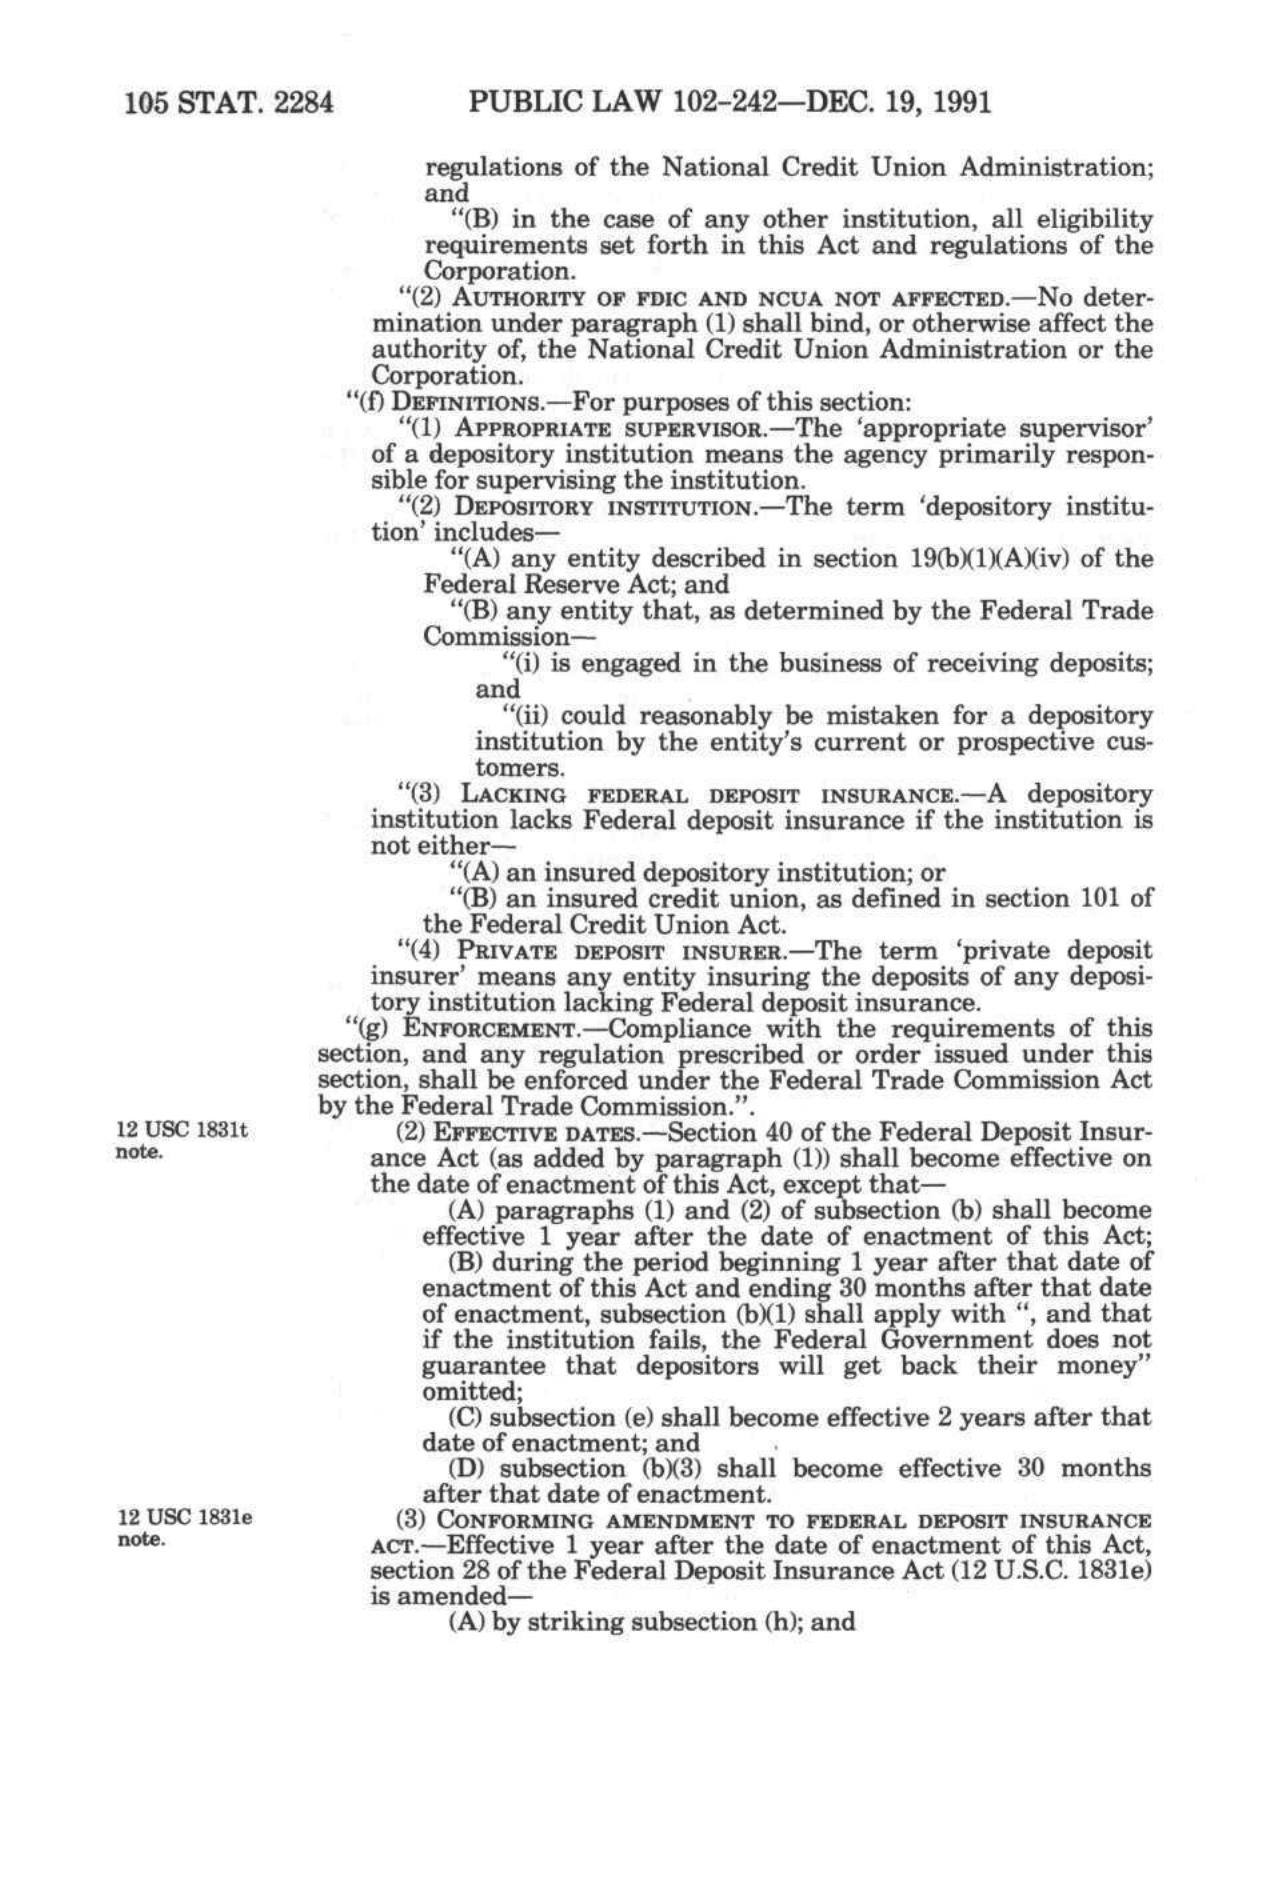 105 STAT. 2284 PUBLIC LAW 102-242—DEC. 19, 1991
regulations of the National Credit Union Administration;
and
"(B) in the case of any other institution, all eligibility
requirements set forth in this Act and regulations of the
Corporation.
"(2) AUTHORITY OF FDIC AND NCUA NOT AFFECTED.—No deter-
mination under paragraph (1) shall bind, or otherwise affect the
authority of, the National Credit Union Administration or the
Corporation.
"(f) DEFINITIONS.—For purposes of this section:
"(1) APPROPRIATE SUPERVISOR.—The 'appropriate supervisor'
of a depository institution means the agency primarily respon-
sible for supervising the institution.
"(2) DEPOSITORY INSTITUTION.—The term 'depository institu-
tion' includes—
"(A) any entity described in section 19(b)(1)(A)(iv) of the
Federal Reserve Act; and
"(B) any entity that, as determined by the Federal Trade
Commission—
"(i) is engaged in the business of receiving deposits;
and
"(ii) could reasonably be mistaken for a depository
institution by the entity's current or prospective cus-
tomers.
"(3) LACKING FEDERAL DEPOSIT INSURANCE.—A depository
institution lacks Federal deposit insurance if the institution is
not either—
"(A) an insured depository institution; or
"(B) an insured credit union, as defined in section 101 of
the Federal Credit Union Act.
"(4) PRIVATE DEPOSIT INSURER.—The term 'private deposit
insurer' means any entity insuring the deposits of any deposi-
tory institution lacking Federal deposit insurance.
"(g) ENFORCEMENT.—Compliance with the requirements of this
section, and any regulation prescribed or order issued under this
section, shall be enforced under the Federal Trade Commission Act
by the Federal Trade Commission.".
12 USC 1831t
note.
(2) EFFECTIVE DATES.—Section 40 of the Federal Deposit Insur-
ance Act (as added by paragraph (1)) shall become effective on
the date of enactment of this Act, except that—
(A) paragraphs (1) and (2) of subsection (b) shall become
effective 1 year after the date of enactment of this Act;
(B) during the period beginning 1 year after that date of
enactment of this Act and ending 30 months after that date
of enactment, subsection (b)(1) shall apply with ", and that
if the institution fails, the Federal Government does not
guarantee that depositors will get back their money"
omitted;
(C) subsection (e) shall become effective 2 years after that
date of enactment; and
(D) subsection (b)(3) shall become effective 30 months
after that date of enactment.
12 USC 1831e
note.
(3) CONFORMING AMENDMENT TO FEDERAL DEPOSIT INSURANCE
ACT.—Effective 1 year after the date of enactment of this Act,
section 28 of the Federal Deposit Insurance Act (12 U.S.C. 1831e)
is amended—
(A) by striking subsection (h); and